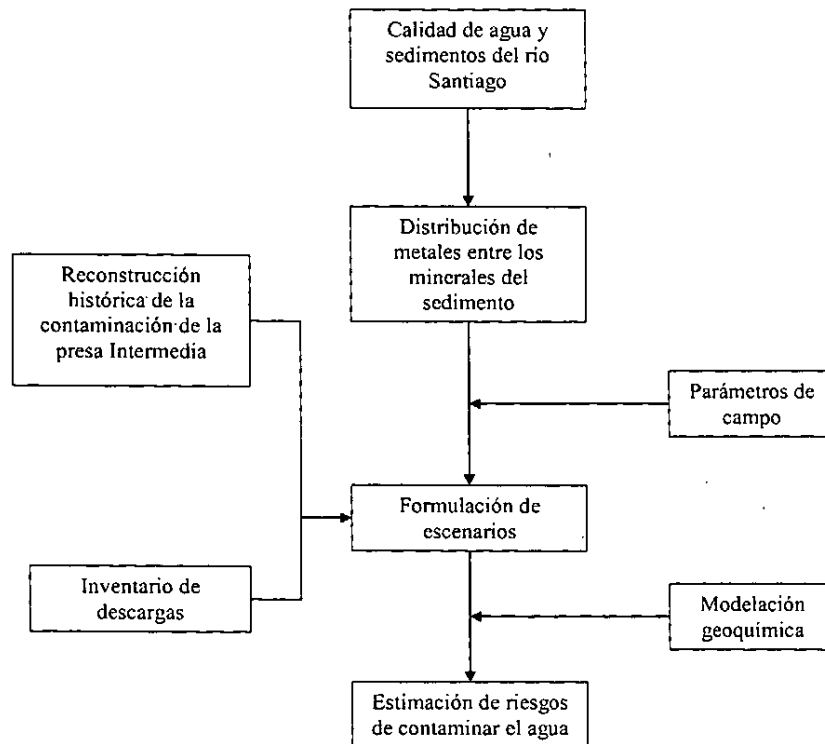 Calidad de agua y
sedimentos del río
Santiago
Distribución de
metales entre los
minerales del
sedimento
Reconstrucción
histórica de la
contaminación de la
presa Intermedia
Parámetros de
campo
Formulación de
escenarios
Inventario de
descargas
Modelación
geoquímica
Estimación de riesgos
de contaminar el agua